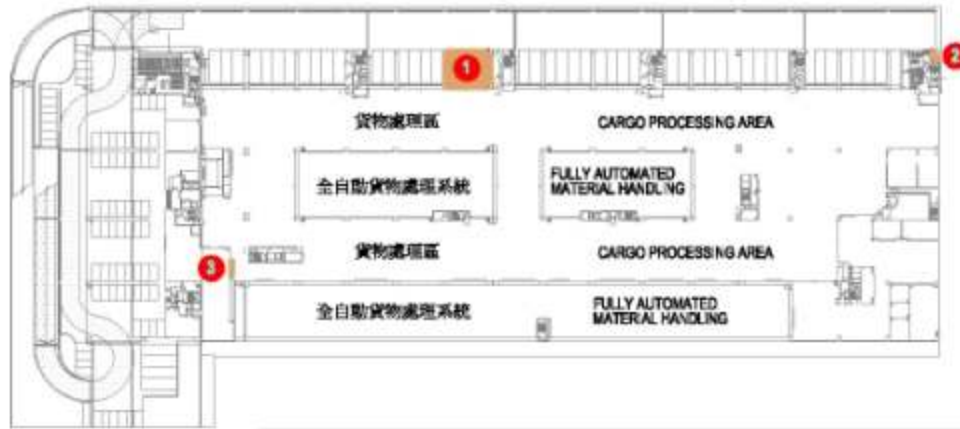 1
2
貨物處理區
CARGO PROCESSING AREA
全自動貨物處理系統
FULLY AUTOMATED
MATERIAL HANDLING
貨物處理區
CARGO PROCESSING AREA
3
全自動貨物處理系統
FULLY AUTOMATED
MATERIAL HANDLING